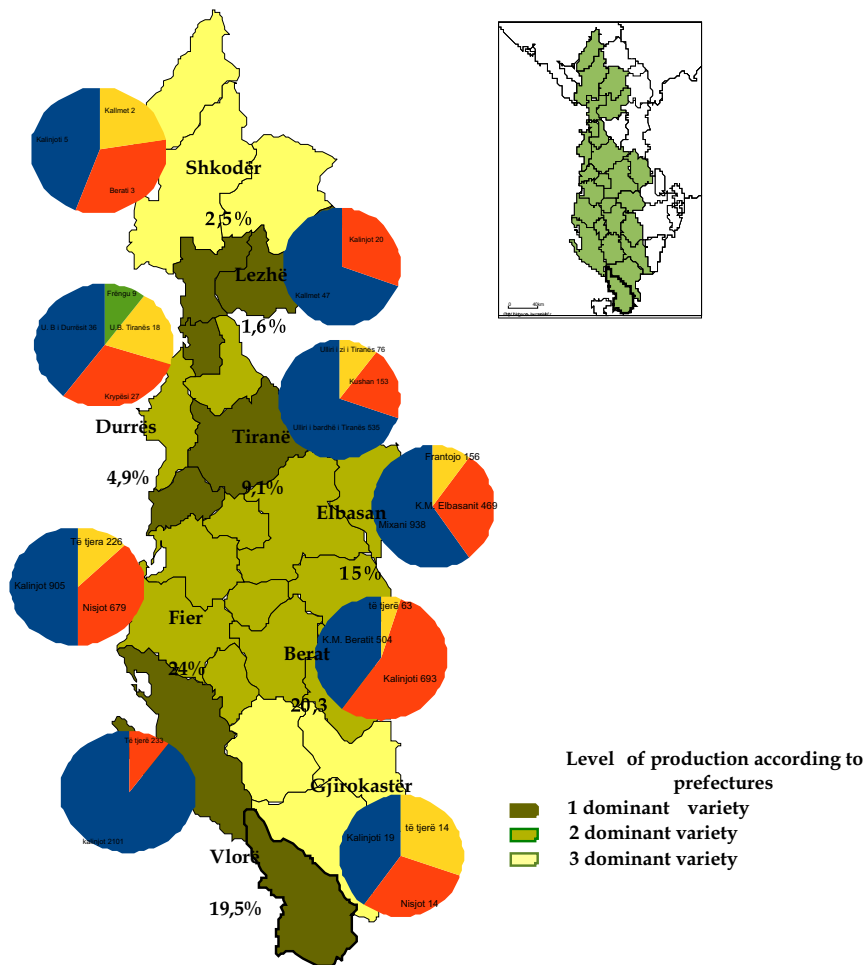 Kallmet 2
Kalinjoti 5
Berati 3
Shkodër
2,5%
Kalinjot 20
Kallmet 47
Lezhë
1,6%
Frëngu 9
U. B i Durrësit 36
U.B. Tiranës 18
Krypësi 27
Durrës
4,9%
Ulliri i zi i Tiranës 76
Kushan 153
Ulliri i bardhë i Tiranës 535
Tiranë
9,1%
Frantojo 156
K.M. Elbasanit 469
Mixani 938
Elbasan
15%
Të tjera 226
Kalinjot 905
Nisjot 679
Fier
24%
të tjerë 63
K.M. Beratit 504
Kalinjoti 693
Berat
20,3
Të tjerë 233
kalinjot 2101
Vlorë
19,5%
Gjirokastër
Kalinjoti 19
të tjerë 14
Nisjot 14
Level of production according to
prefectures
1 dominant variety
2 dominant variety
3 dominant variety
0
40km